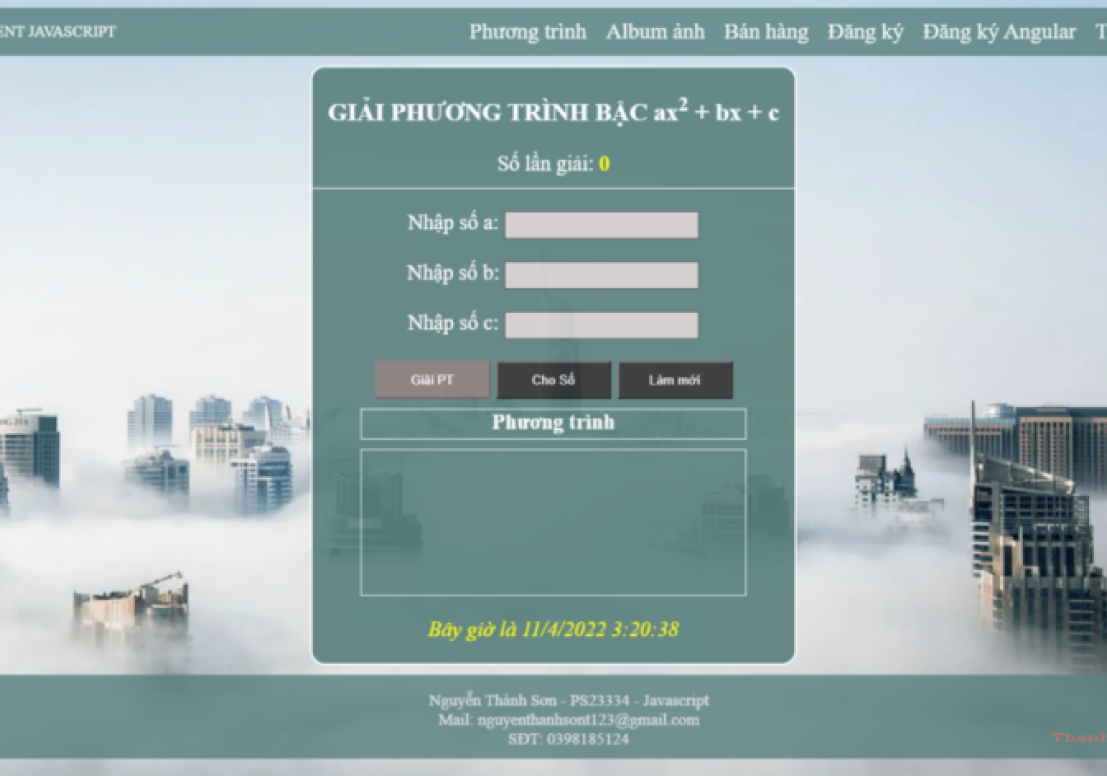 ENT JAVASCRIPT
Phương trình Album ảnh Bán hàng Đăng ký Đăng ký Angular T
GIẢI PHƯƠNG TRÌNH BẬC ax² + bx + c
Số lần giải: 0
Nhập số a:
Nhập số b:
Nhập số c:
Giải PT Cho Số Làm mới
Phương trình
Bây giờ là 11/4/2022 3:20:38
Nguyễn Thành Sơn - PS23334 - Javascript
Mail: nguyenthanhsont123@gmail.com
SĐT: 0398185124
Thanh